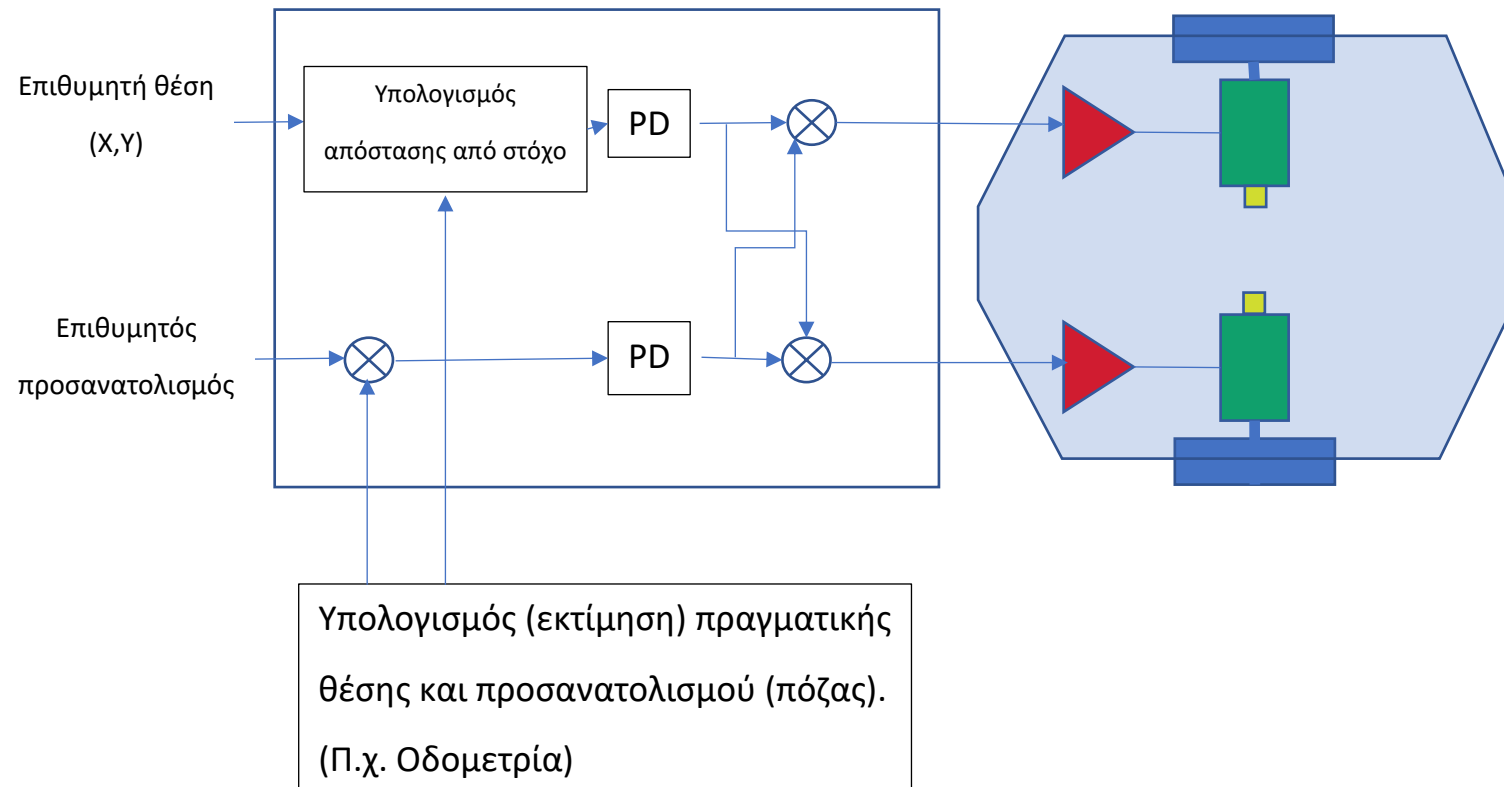 Επιθυμητή θέση
(Χ,Υ)
Υπολογισμός
απόστασης από στόχο
PD
Επιθυμητός
προσανατολισμός
PD
Υπολογισμός (εκτίμηση) πραγματικής
θέσης και προσανατολισμού (πόζας).
(Π.χ. Οδομετρία)